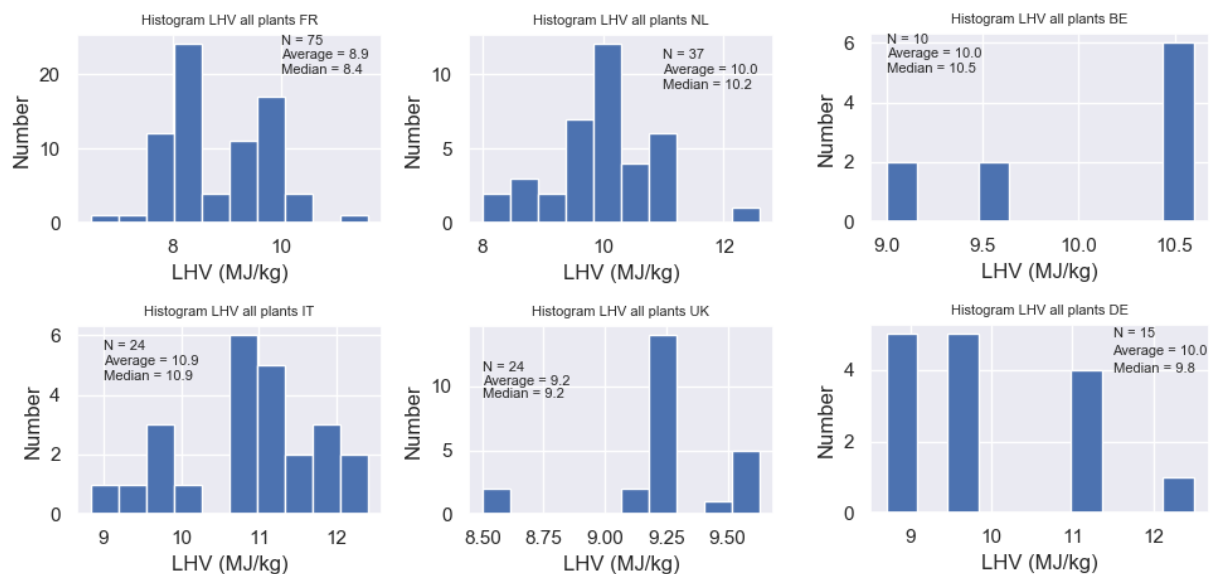 Histogram LHV all plants FR
N = 75
Average = 8.9
Median = 8.4
20
10
0
Number
8 10
LHV (MJ/kg)
Histogram LHV all plants NL
N = 37
Average = 10.0
Median = 10.2
10
5
0
Number
8 10 12
LHV (MJ/kg)
Histogram LHV all plants BE
N = 10
Average = 10.0
Median = 10.5
6
4
2
0
Number
9.0 9.5 10.0 10.5
LHV (MJ/kg)
Histogram LHV all plants IT
N = 24
Average = 10.9
Median = 10.9
6
4
2
0
Number
9 10 11 12
LHV (MJ/kg)
Histogram LHV all plants UK
N = 24
Average = 9.2
Median = 9.2
10
5
0
Number
8.50 8.75 9.00 9.25 9.50
LHV (MJ/kg)
Histogram LHV all plants DE
N = 15
Average = 10.0
Median = 9.8
4
2
0
Number
9 10 11 12
LHV (MJ/kg)